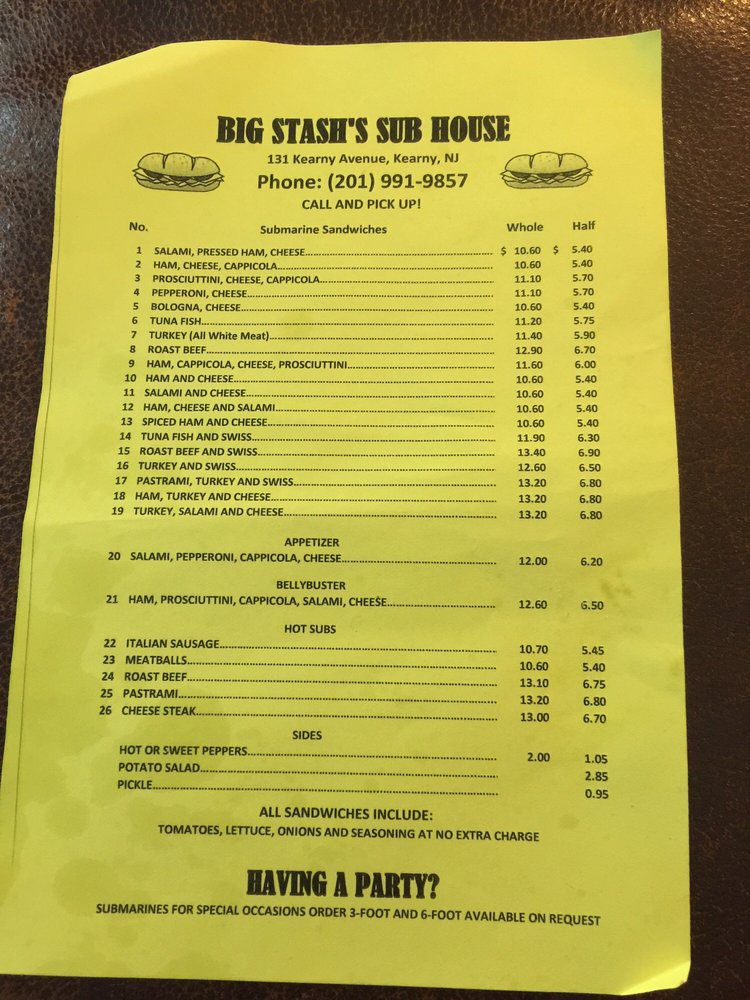 BIG STASH'S SUB HOUSE
131 Kearny Avenue, Kearny, NJ
Phone: (201) 991-9857
CALL AND PICK UP!
No. Submarine Sandwiches Whole Half
1 SALAMI, PRESSED HAM, CHEESE $ 10.60 $ 5.40
2 HAM, CHEESE, CAPPICOLA 10.60 5.40
3 PROSCIUTTINI, CHEESE, CAPPICOLA 11.10 5.70
4 PEPPERONI, CHEESE 11.10 5.70
5 BOLOGNA, CHEESE 10.60 5.40
6 TUNA FISH 11.20 5.75
7 TURKEY (All White Meat) 11.40 5.90
8 ROAST BEEF 12.90 6.70
9 HAM, CAPPICOLA, CHEESE, PROSCIUTTINI 11.60 6.00
10 HAM AND CHEESE 10.60 5.40
11 SALAMI AND CHEESE 10.60 5.40
12 HAM, CHEESE AND SALAMI 10.60 5.40
13 SPICED HAM AND CHEESE 10.60 5.40
14 TUNA FISH AND SWISS 11.90 6.30
15 ROAST BEEF AND SWISS 13.40 6.90
16 TURKEY AND SWISS 12.60 6.50
17 PASTRAMI, TURKEY AND SWISS 13.20 6.80
18 HAM, TURKEY AND CHEESE 13.20 6.80
19 TURKEY, SALAMI AND CHEESE 13.20 6.80
APPETIZER
20 SALAMI, PEPPERONI, CAPPICOLA, CHEESE 12.00 6.20
BELLYBUSTER
21 HAM, PROSCIUTTINI, CAPPICOLA, SALAMI, CHEESE 12.60 6.50
HOT SUBS
22 ITALIAN SAUSAGE 10.70 5.45
23 MEATBALLS 10.60 5.40
24 ROAST BEEF 13.10 6.75
25 PASTRAMI 13.20 6.80
26 CHEESE STEAK 13.00 6.70
SIDES
HOT OR SWEET PEPPERS 2.00 1.05
POTATO SALAD 2.85
PICKLE 0.95
ALL SANDWICHES INCLUDE:
TOMATOES, LETTUCE, ONIONS AND SEASONING AT NO EXTRA CHARGE
HAVING A PARTY?
SUBMARINES FOR SPECIAL OCCASIONS ORDER 3-FOOT AND 6-FOOT AVAILABLE ON REQUEST